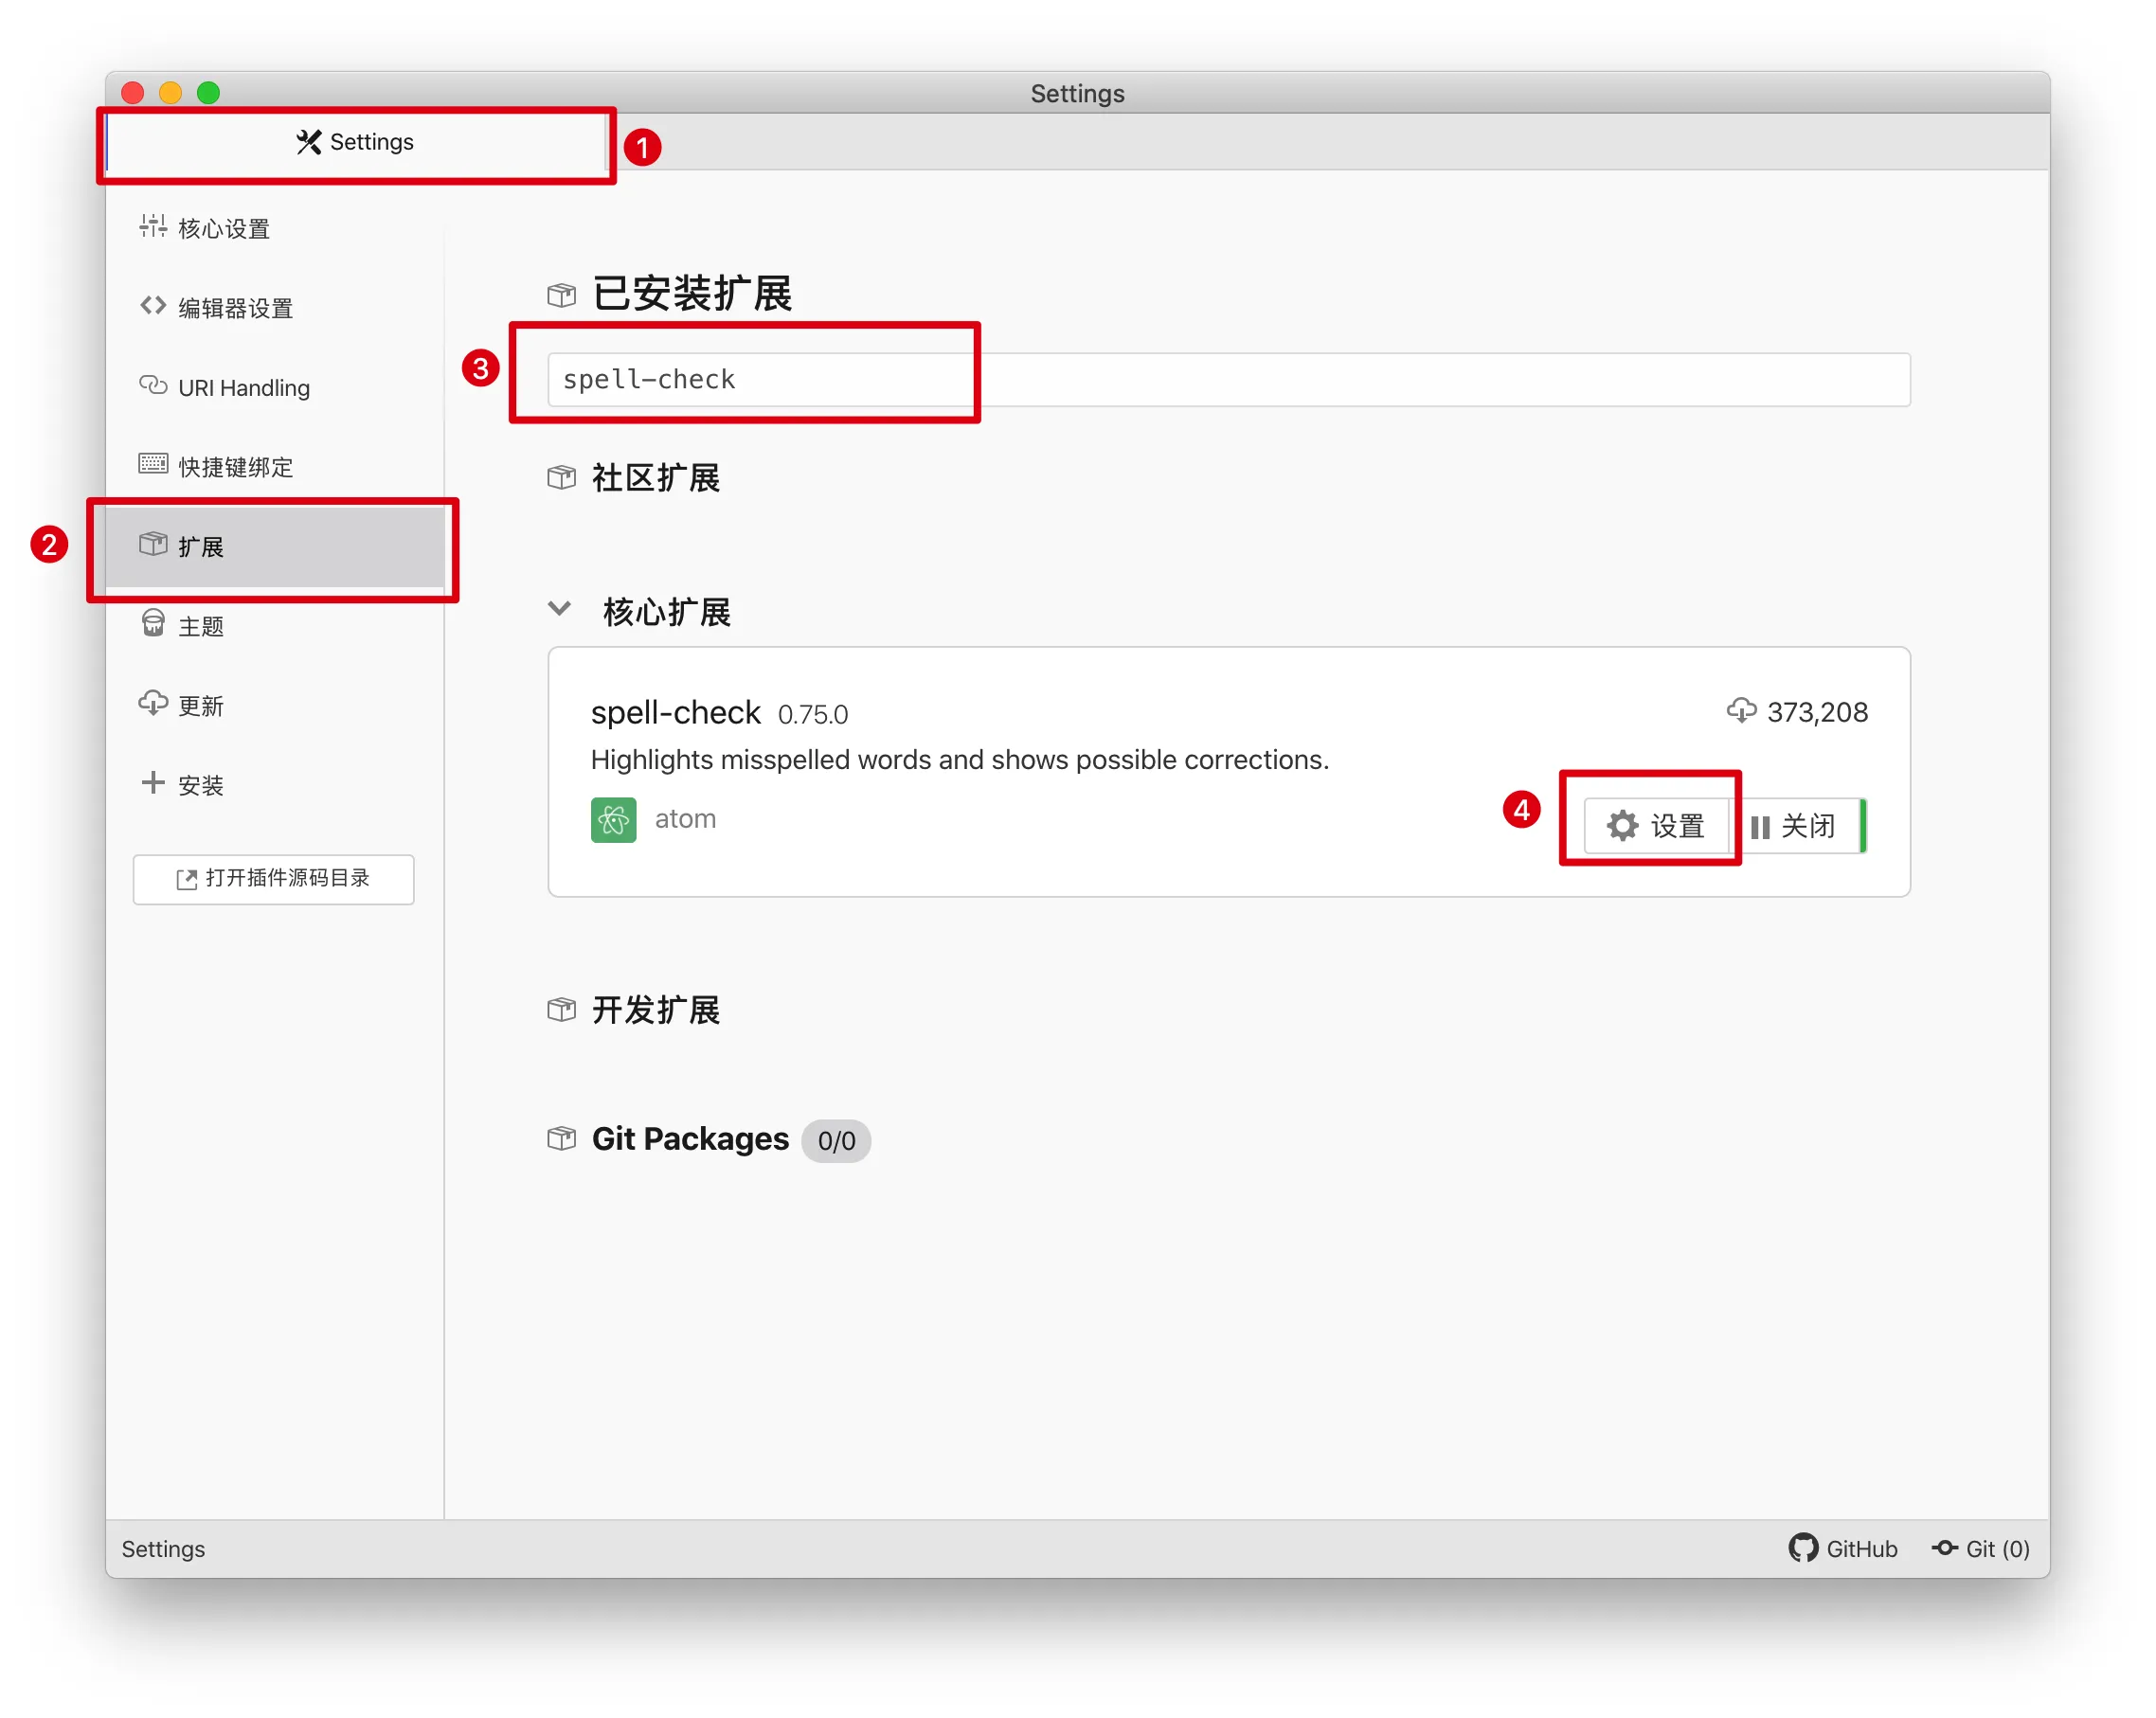 Settings
Settings
1
核心设置
编辑器设置
URI Handling
快捷键绑定
2
扩展
主题
更新
安装
打开插件源码目录
已安装扩展
3
spell-check
社区扩展
核心扩展
spell-check 0.75.0
373,208
Highlights misspelled words and shows possible corrections.
atom
4
设置
关闭
开发扩展
Git Packages 0/0
Settings
GitHub
Git (0)